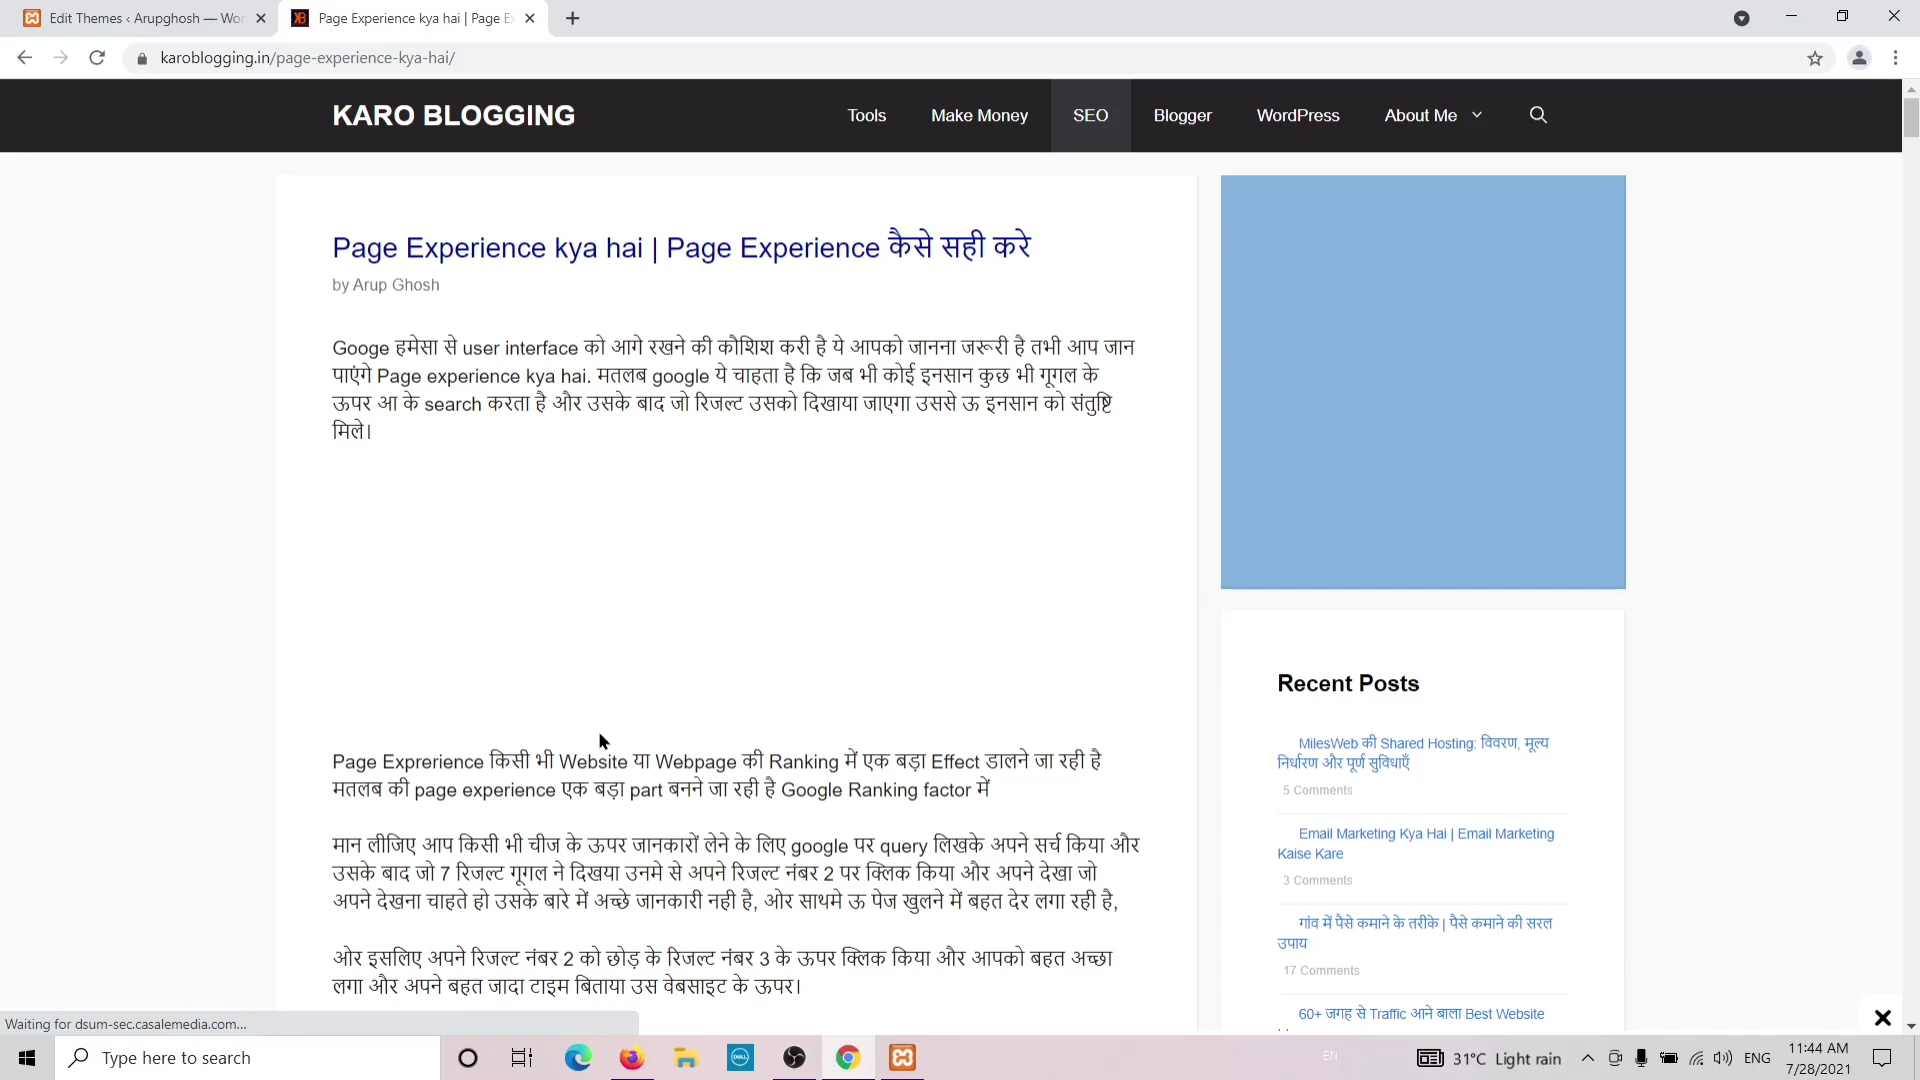 Edit Themes ‹ Arupghosh — Wor
Page Experience kya hai | Page E
karoblogging.in/page-experience-kya-hai/
KARO BLOGGING
Tools
Make Money
SEO
Blogger
WordPress
About Me
Page Experience kya hai | Page Experience कैसे सही करे
by Arup Ghosh
Googe हमेसा से user interface को आगे रखने की कौशिश करी है ये आपको जानना जरूरी है तभी आप जान
पाएंगे Page experience kya hai. मतलब google ये चाहता है कि जब भी कोई इनसान कुछ भी गूगल के
ऊपर आ के search करता है और उसके बाद जो रिजल्ट उसको दिखाया जाएगा उससे ऊ इनसान को संतुष्टि
मिले।
Page Exprerience किसी भी Website या Webpage की Ranking में एक बड़ा Effect डालने जा रही है
मतलब की page experience एक बड़ा part बनने जा रही है Google Ranking factor में
मान लीजिए आप किसी भी चीज के ऊपर जानकारों लेने के लिए google पर query लिखके अपने सर्च किया और
उसके बाद जो 7 रिजल्ट गूगल ने दिखया उनमे से अपने रिजल्ट नंबर 2 पर क्लिक किया और अपने देखा जो
अपने देखना चाहते हो उसके बारे में अच्छे जानकारी नही है, ओर साथमे ऊ पेज खुलने में बहत देर लगा रही है,
ओर इसलिए अपने रिजल्ट नंबर 2 को छोड़ के रिजल्ट नंबर 3 के ऊपर क्लिक किया और आपको बहत अच्छा
लगा और अपने बहत जादा टाइम बिताया उस वेबसाइट के ऊपर।
Recent Posts
MilesWeb की Shared Hosting: विवरण, मूल्य
निर्धारण और पूर्ण सुविधाएँ
5 Comments
Email Marketing Kya Hai | Email Marketing
Kaise Kare
3 Comments
गांव में पैसे कमाने के तरीके | पैसे कमाने की सरल
उपाय
17 Comments
60+ जगह से Traffic आने बाला Best Website
Waiting for dsum-sec.casalemedia.com...
Type here to search
DELL
EN
31°C Light rain
ENG
11:44 AM
7/28/2021